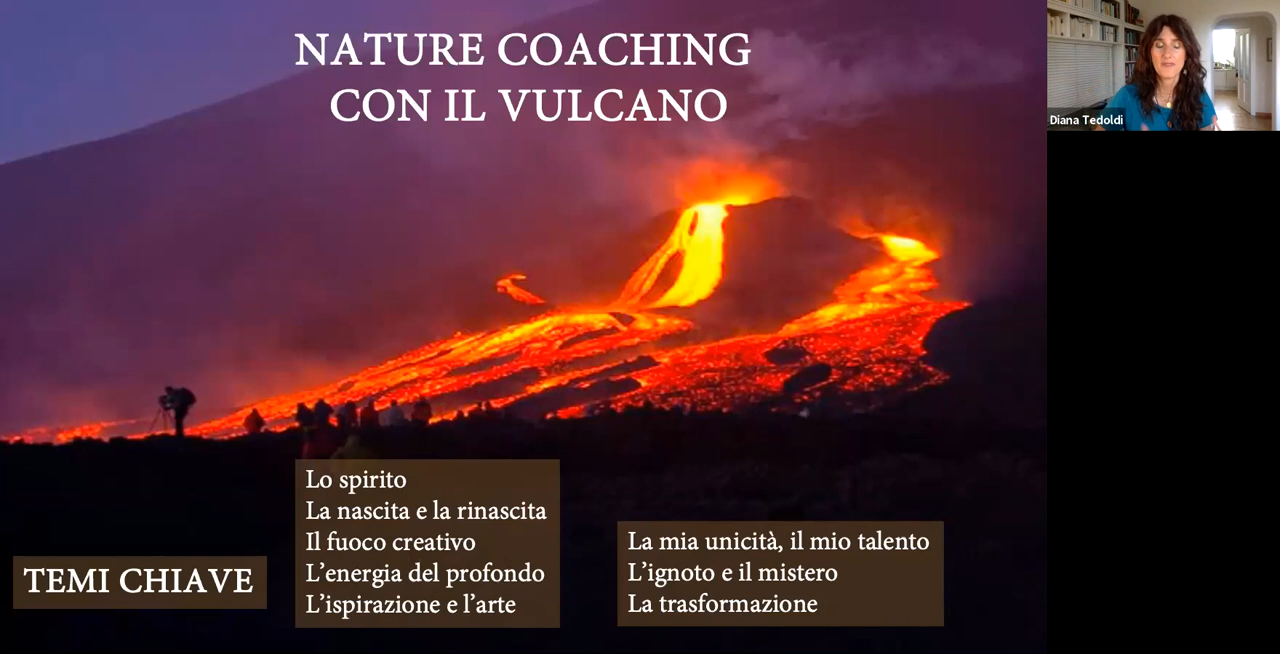 NATURE COACHING
CON IL VULCANO
Diana Tedoldi
TEMI CHIAVE
Lo spirito
La nascita e la rinascita
Il fuoco creativo
L’energia del profondo
L’ispirazione e l’arte
La mia unicità, il mio talento
L’ignoto e il mistero
La trasformazione